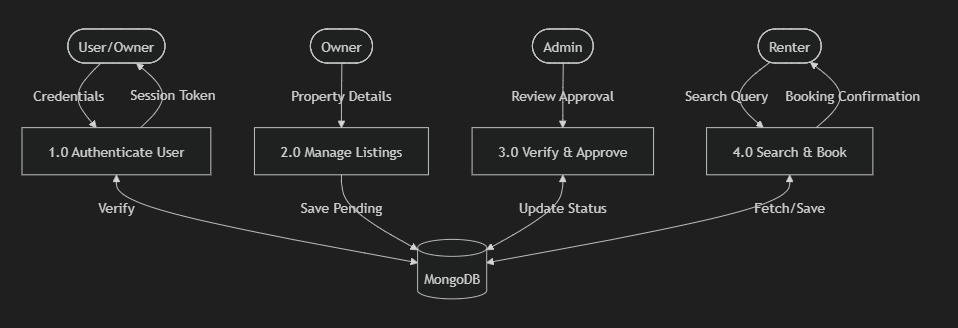 User/Owner
Owner
Admin
Renter
Credentials
Session Token
Property Details
Review Approval
Search Query
Booking Confirmation
1.0 Authenticate User
2.0 Manage Listings
3.0 Verify & Approve
4.0 Search & Book
Verify
Save Pending
Update Status
Fetch/Save
MongoDB